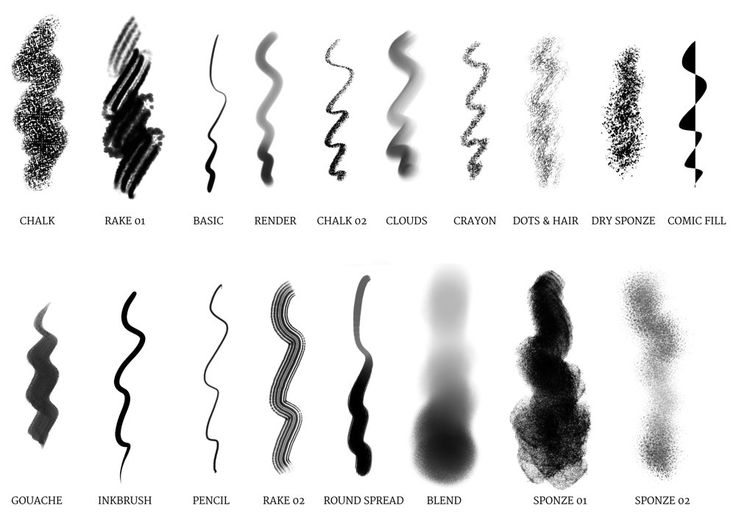 CHALK RAKE 01 BASIC RENDER CHALK 02 CLOUDS CRAYON DOTS & HAIR DRY SPONZE COMIC FILL
GOUACHE INKBRUSH PENCIL RAKE 02 ROUND SPREAD BLEND SPONZE 01 SPONZE 02